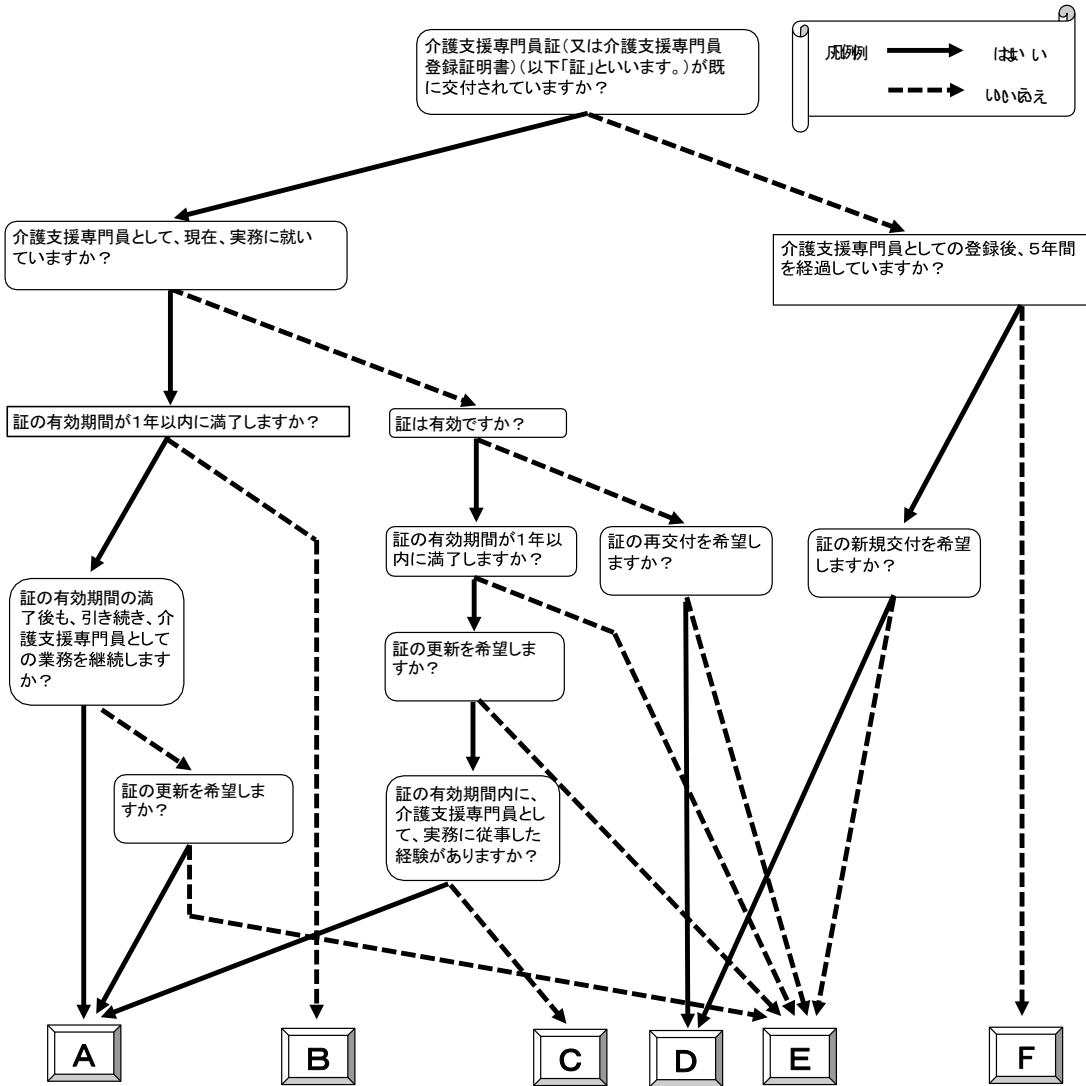 介護支援専門員証（又は介護支援専門員
登録証明書）（以下「証」といいます。）が既
に交付されていますか？
凡例
はい
いいえ
介護支援専門員として、現在、実務に就い
ていますか？
介護支援専門員としての登録後、５年間
を経過していますか？
証の有効期間が１年以内に満了しますか？
証は有効ですか？
証の有効期間が１年以
内に満了しますか？
証の再交付を希望し
ますか？
証の新規交付を希望
しますか？
証の有効期間の満
了後も、引き続き、介
護支援専門員として
の業務を継続します
か？
証の更新を希望しま
すか？
証の更新を希望しま
すか？
証の有効期間内に、
介護支援専門員とし
て、実務に従事した
経験がありますか？
A
B
C
D
E
F